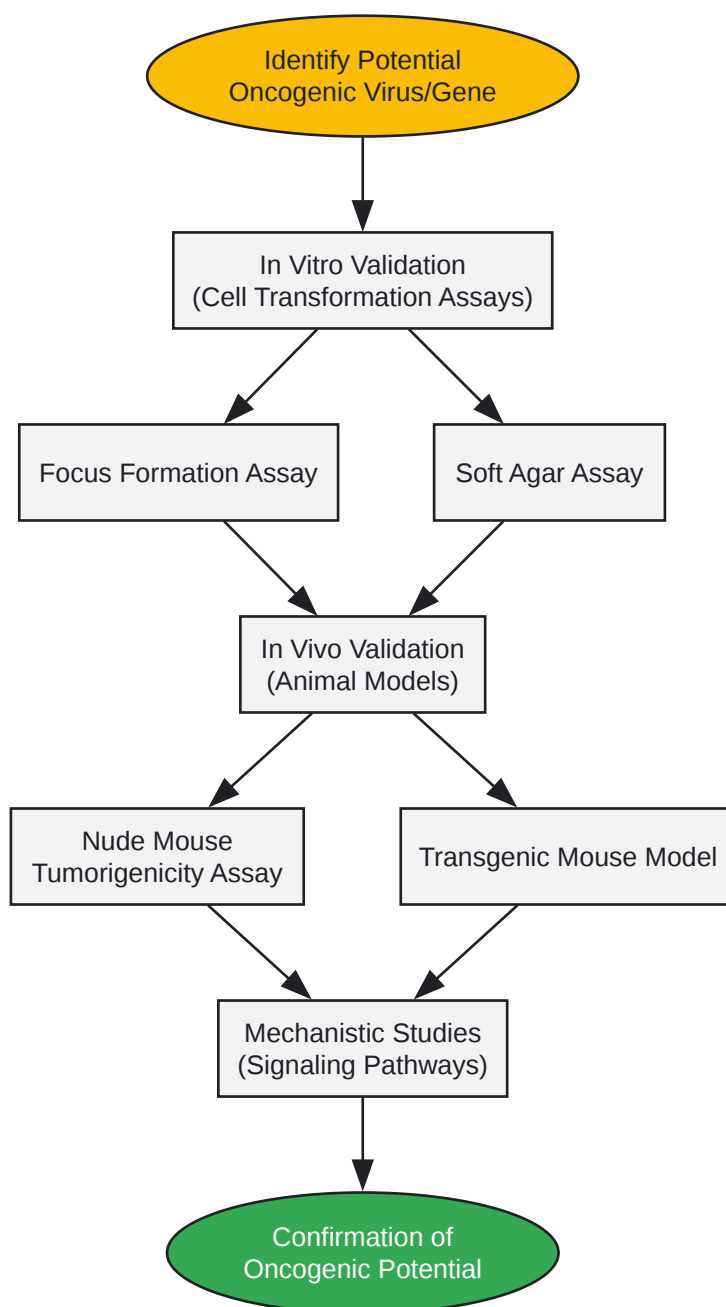 Identify Potential
Oncogenic Virus/Gene
In Vitro Validation
(Cell Transformation Assays)
Focus Formation Assay
Soft Agar Assay
In Vivo Validation
(Animal Models)
Nude Mouse
Tumorigenicity Assay
Transgenic Mouse Model
Mechanistic Studies
(Signaling Pathways)
Confirmation of
Oncogenic Potential